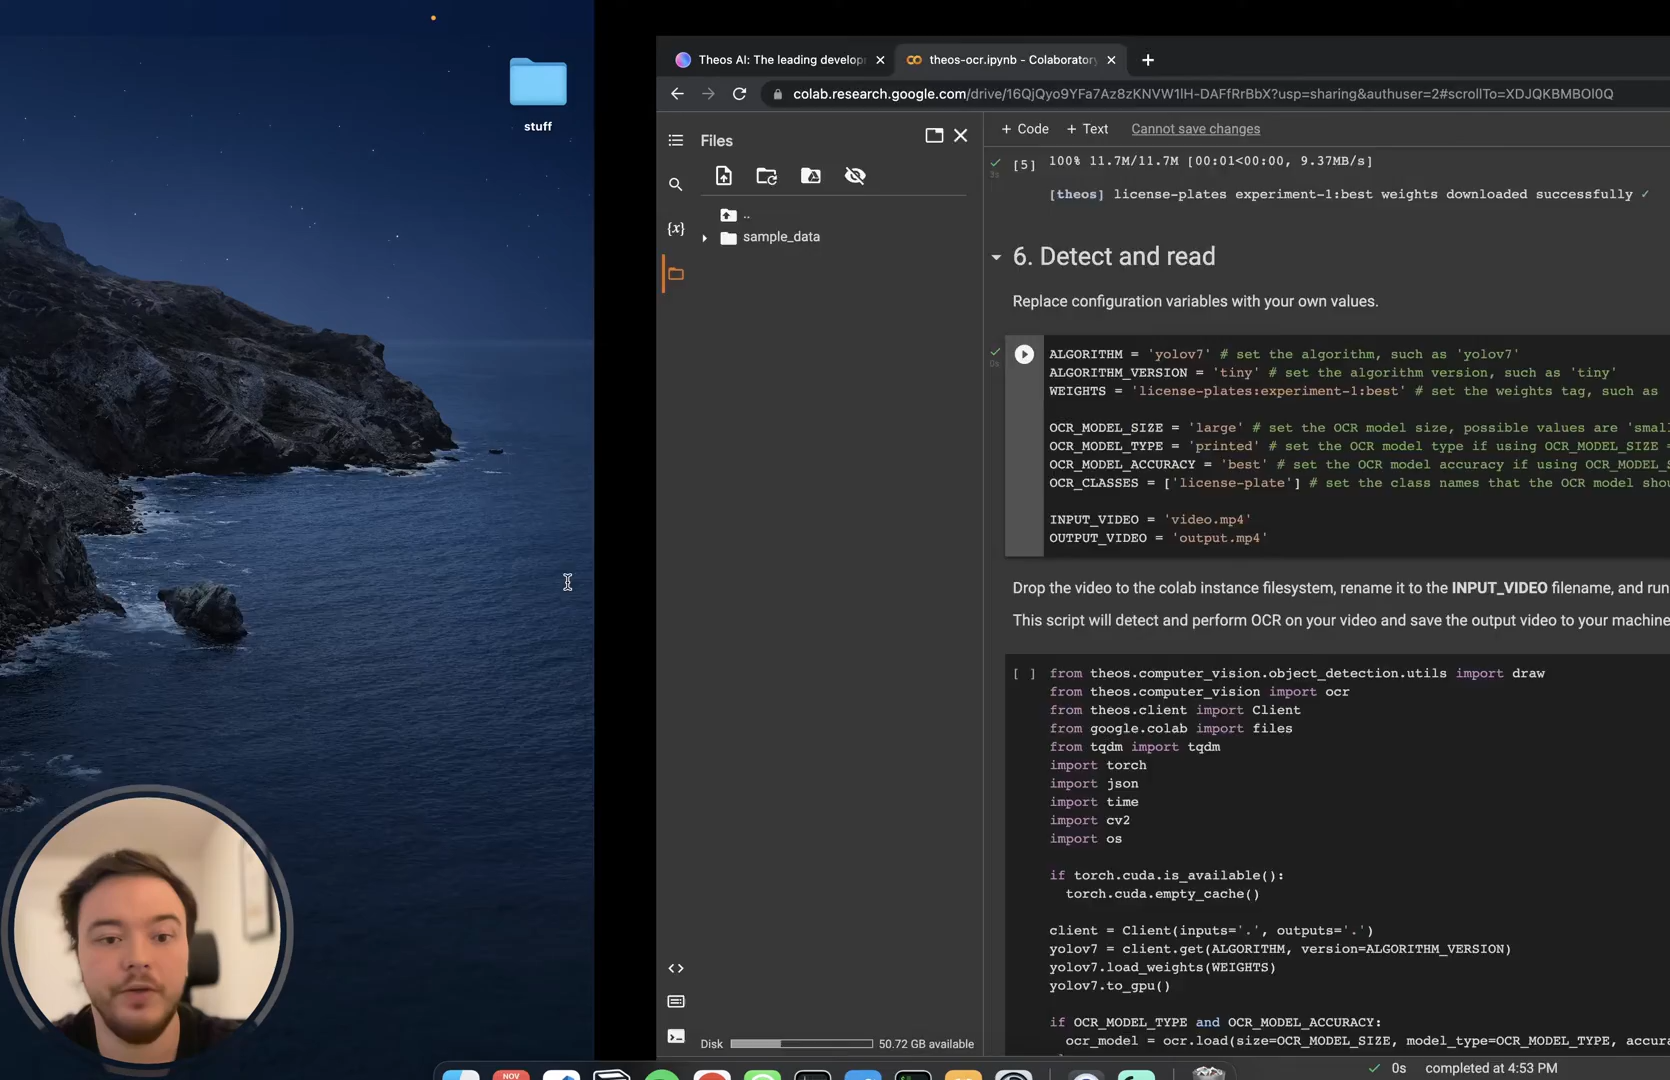 stuff
Theos AI: The leading develop
theos-ocr.ipynb - Colaboratory
colab.research.google.com/drive/16QjQyo9YFa7Az8zKNVW1lH-DAFfRrBbX?usp=sharing&authuser=2#scrollTo=XDJQKBMBOl0Q
Files
+ Code + Text Cannot save changes
..
sample_data
{x}
[5] 100% 11.7M/11.7M [00:01<00:00, 9.37MB/s]
3s
[theos] license-plates experiment-1:best weights downloaded successfully ✓
6. Detect and read
Replace configuration variables with your own values.
0s
ALGORITHM = 'yolov7' # set the algorithm, such as 'yolov7'
ALGORITHM_VERSION = 'tiny' # set the algorithm version, such as 'tiny'
WEIGHTS = 'license-plates:experiment-1:best' # set the weights tag, such as
OCR_MODEL_SIZE = 'large' # set the OCR model size, possible values are 'small
OCR_MODEL_TYPE = 'printed' # set the OCR model type if using OCR_MODEL_SIZE =
OCR_MODEL_ACCURACY = 'best' # set the OCR model accuracy if using OCR_MODEL_S
OCR_CLASSES = ['license-plate'] # set the class names that the OCR model shou
INPUT_VIDEO = 'video.mp4'
OUTPUT_VIDEO = 'output.mp4'
Drop the video to the colab instance filesystem, rename it to the INPUT_VIDEO filename, and run
This script will detect and perform OCR on your video and save the output video to your machine
[ ] from theos.computer_vision.object_detection.utils import draw
from theos.computer_vision import ocr
from theos.client import Client
from google.colab import files
from tqdm import tqdm
import torch
import json
import time
import cv2
import os
if torch.cuda.is_available():
torch.cuda.empty_cache()
client = Client(inputs='.', outputs='.')
yolov7 = client.get(ALGORITHM, version=ALGORITHM_VERSION)
yolov7.load_weights(WEIGHTS)
yolov7.to_gpu()
if OCR_MODEL_TYPE and OCR_MODEL_ACCURACY:
ocr_model = ocr.load(size=OCR_MODEL_SIZE, model_type=OCR_MODEL_TYPE, accura
Disk 50.72 GB available
0s completed at 4:53 PM
NOV